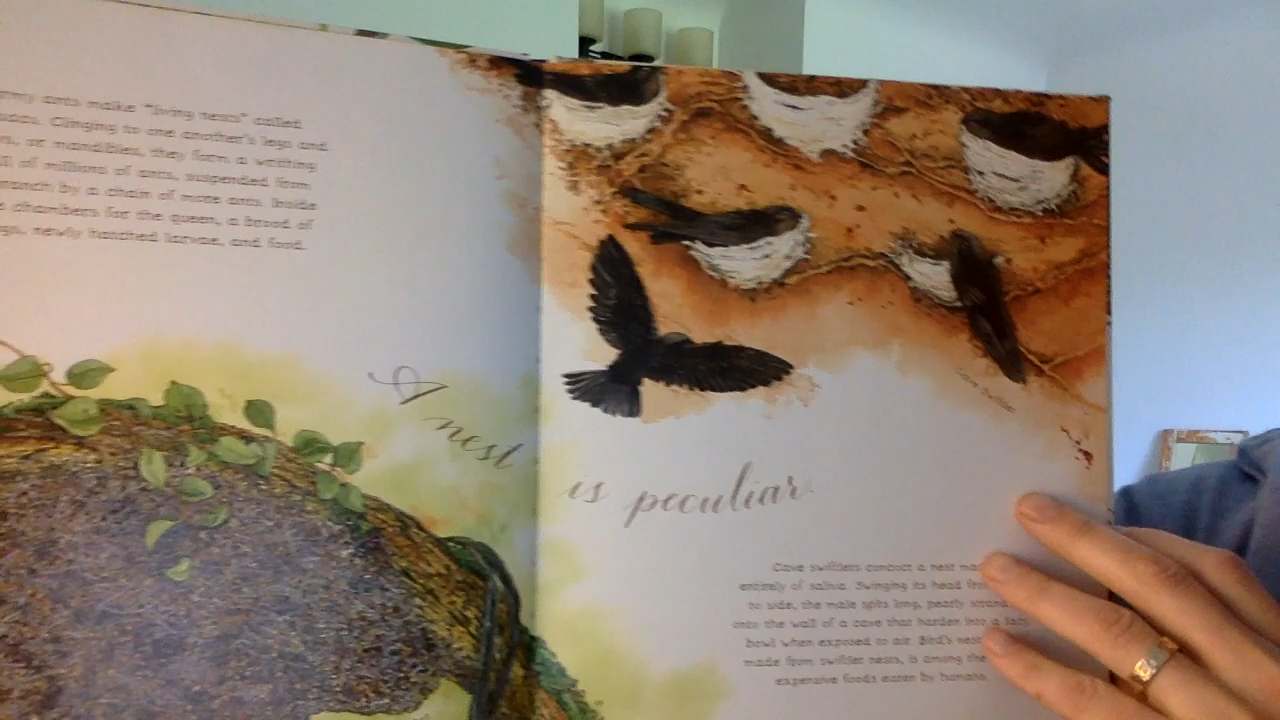 army ants make "living nests" called
Clinging to one another's legs and
or mandibles, they form a writhing
of millions of ants, suspended from
branch by a chain of more ants. Inside
chambers for the queen, a brood of
newly hatched larvae, and food.
A nest
is peculiar.
Cave swiftlets concoct a nest
entirely of saliva. Swinging its head
to side, the male spits long, pearly
onto the wall of a cave that harden into a
bowl when exposed to air. Bird's nest
made from swiftlet nests, is among the
expensive foods eaten by humans.